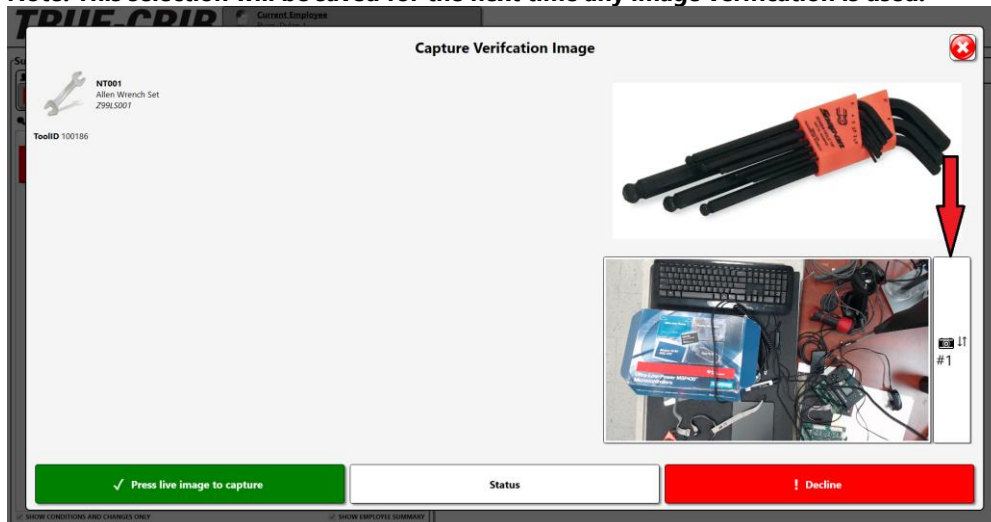 Note: This selection will be saved for the next time any image verification is used.
TRUE-CRIB
Current Employee
Capture Verifcation Image
NT001
Allen Wrench Set
Z99LS001
ToolID 100186
#1
✓ Press live image to capture
Status
! Decline
SHOW CONDITIONS AND CHANGES ONLY
SHOW EMPLOYEE SUMMARY